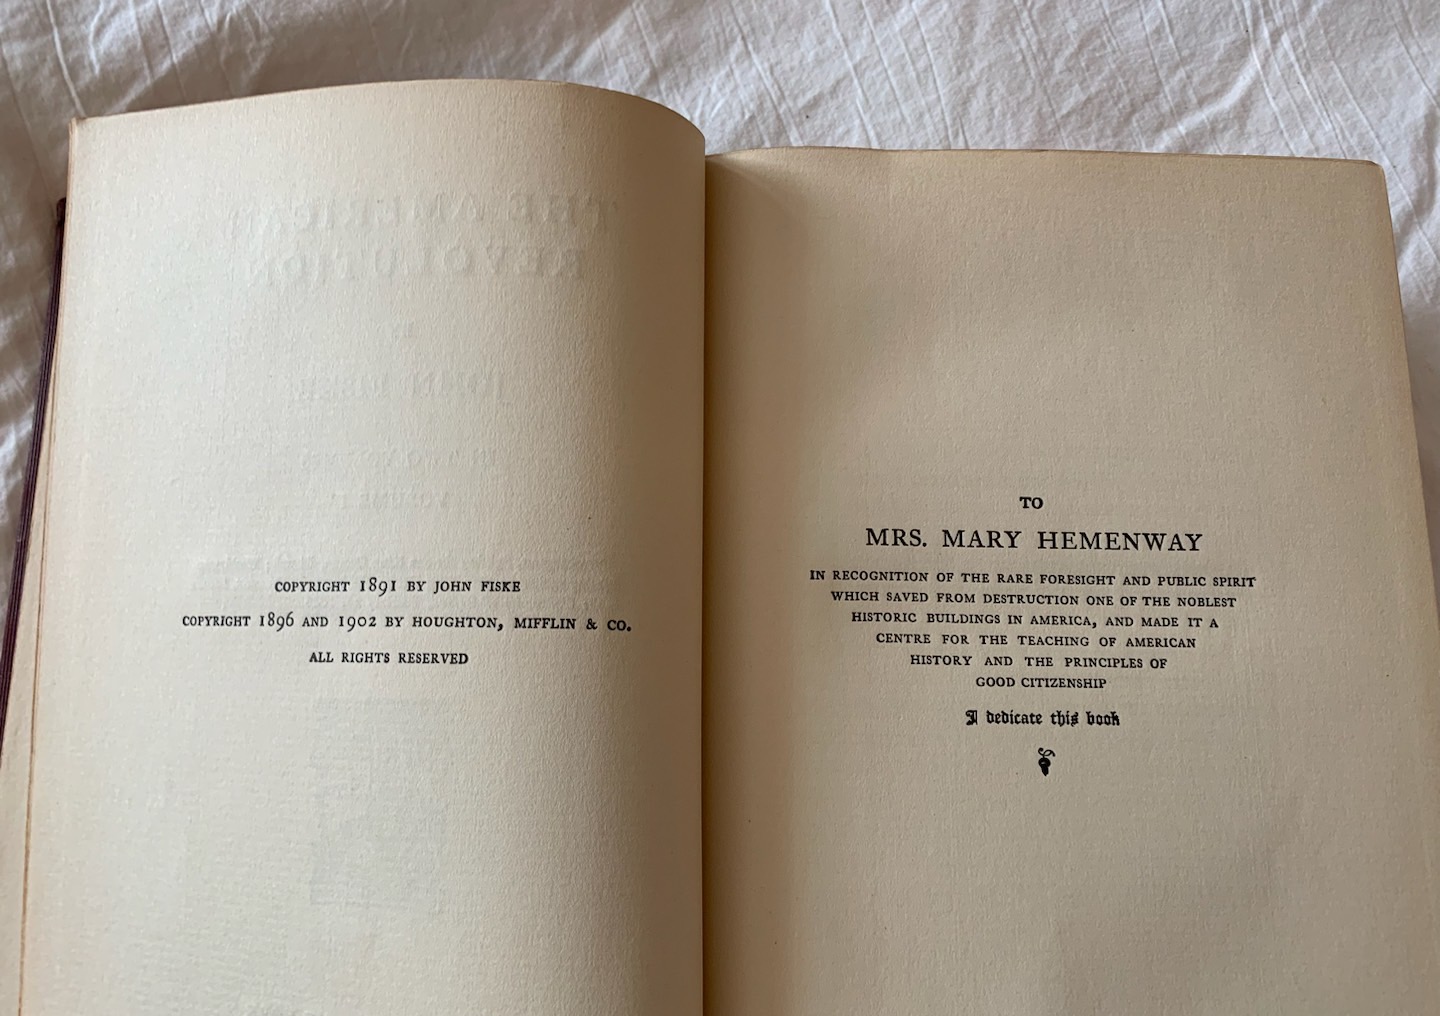 COPYRIGHT 1891 BY JOHN FISKE
COPYRIGHT 1896 AND 1902 BY HOUGHTON, MIFFLIN & CO.
ALL RIGHTS RESERVED
TO
MRS. MARY HEMENWAY
IN RECOGNITION OF THE RARE FORESIGHT AND PUBLIC SPIRIT
WHICH SAVED FROM DESTRUCTION ONE OF THE NOBLEST
HISTORIC BUILDINGS IN AMERICA, AND MADE IT A
CENTRE FOR THE TEACHING OF AMERICAN
HISTORY AND THE PRINCIPLES OF
GOOD CITIZENSHIP
I dedicate this book